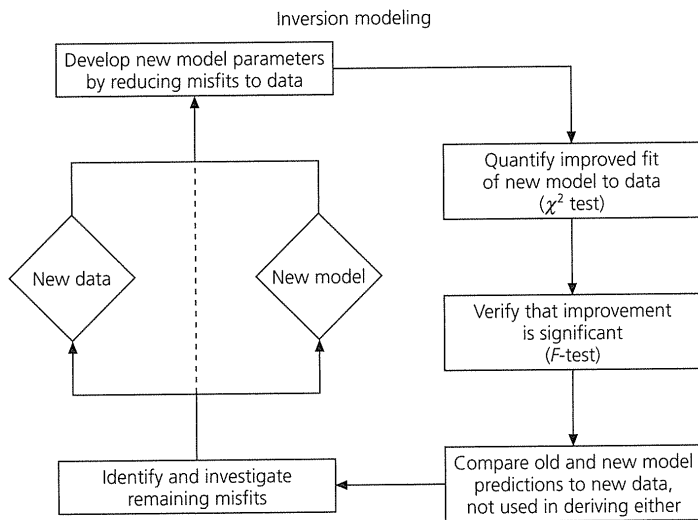 Inversion modeling
Develop new model parameters
by reducing misfits to data
Quantify improved fit
of new model to data
(χ² test)
New data
New model
Verify that improvement
is significant
(F-test)
Identify and investigate
remaining misfits
Compare old and new model
predictions to new data,
not used in deriving either